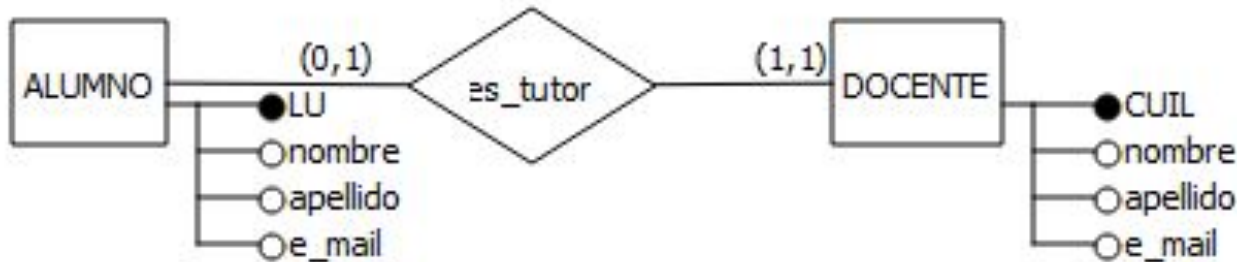 ALUMNO
(0,1)
es_tutor
(1,1)
DOCENTE
LU
nombre
apellido
e_mail
CUIL
nombre
apellido
e_mail